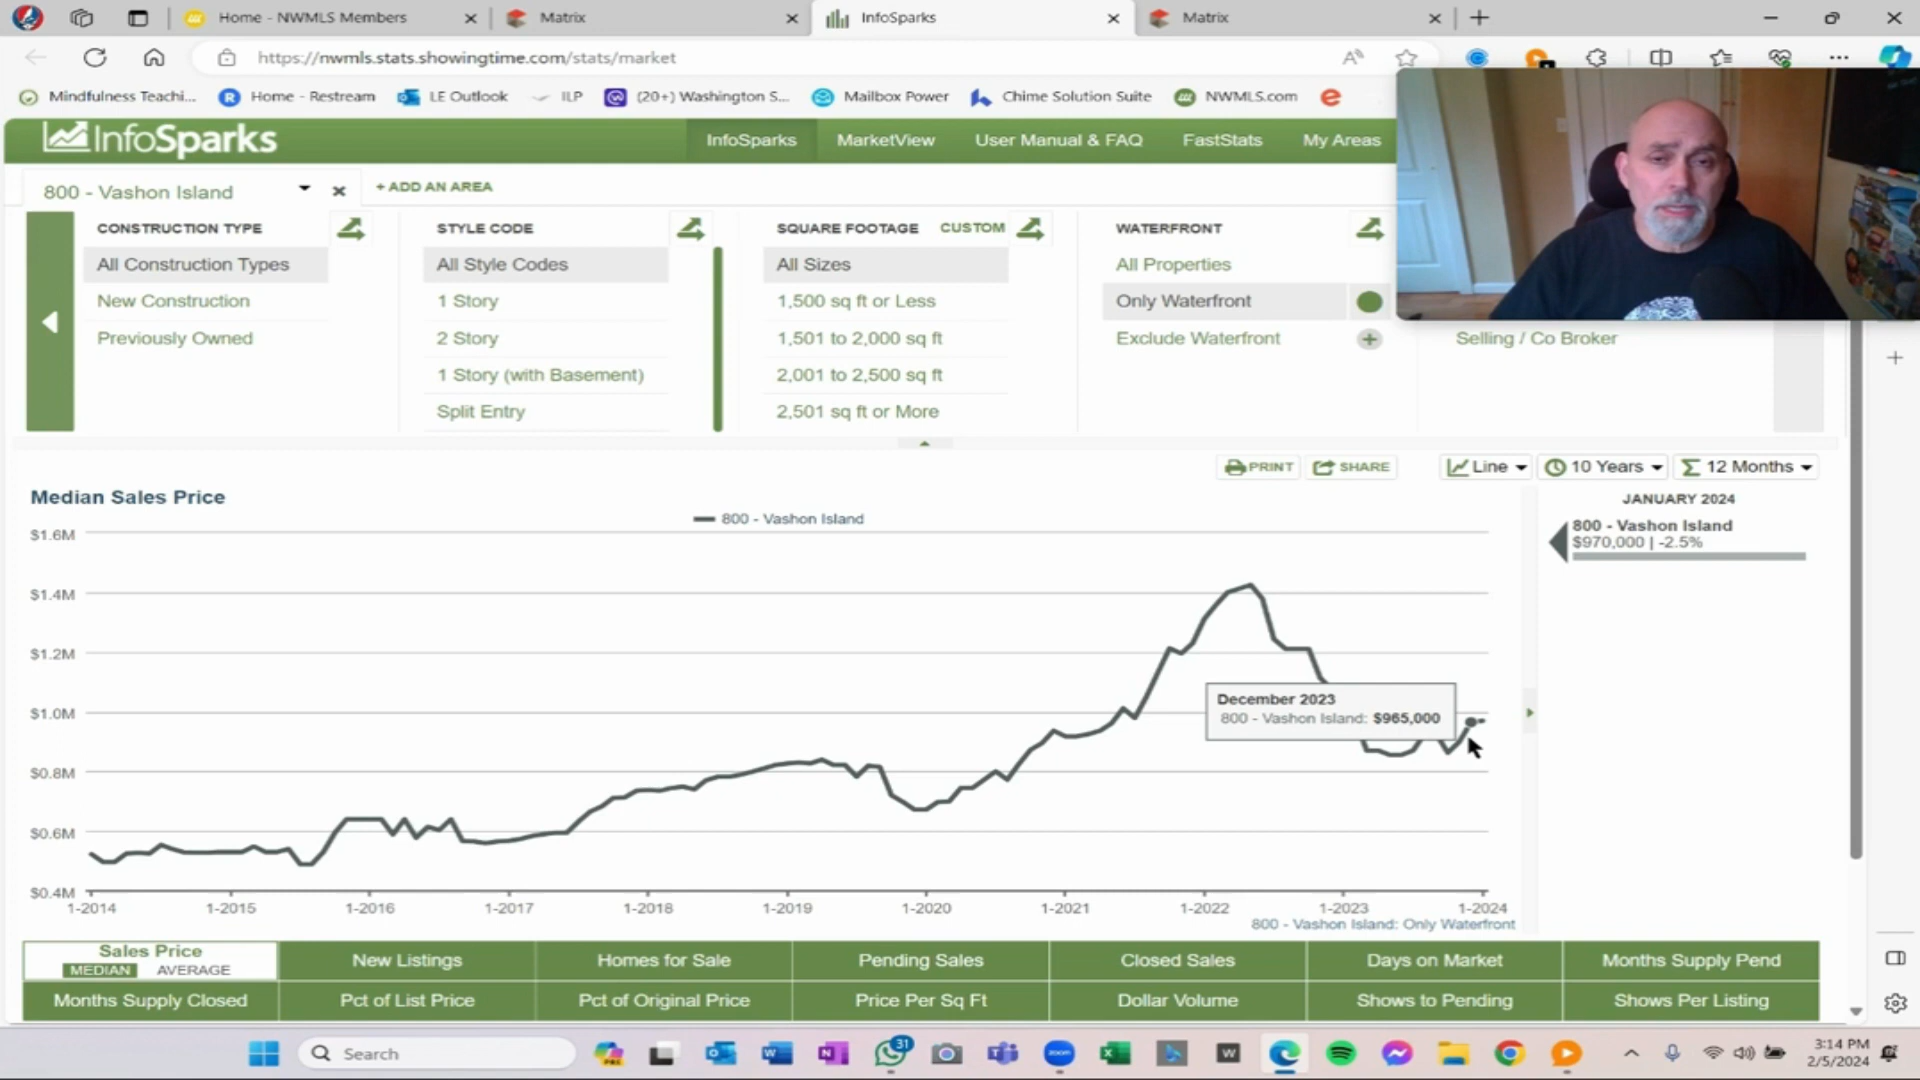 Home - NWMLS Members
Matrix
InfoSparks
Matrix
https://nwmls.stats.showingtime.com/stats/market
Mindfulness Teachi...
Home - Restream
LE Outlook
ILP
(20+) Washington S...
Mailbox Power
Chime Solution Suite
NWMLS.com
InfoSparks
InfoSparks
MarketView
User Manual & FAQ
FastStats
My Areas
800 - Vashon Island
+ ADD AN AREA
CONSTRUCTION TYPE
All Construction Types
New Construction
Previously Owned
STYLE CODE
All Style Codes
1 Story
2 Story
1 Story (with Basement)
Split Entry
SQUARE FOOTAGE
CUSTOM
All Sizes
1,500 sq ft or Less
1,501 to 2,000 sq ft
2,001 to 2,500 sq ft
2,501 sq ft or More
WATERFRONT
All Properties
Only Waterfront
Exclude Waterfront
Selling / Co Broker
PRINT
SHARE
Line
10 Years
12 Months
Median Sales Price
800 - Vashon Island
JANUARY 2024
800 - Vashon Island
$970,000 | -2.5%
$1.6M
$1.4M
$1.2M
$1.0M
$0.8M
$0.6M
$0.4M
December 2023
800 - Vashon Island: $965,000
1-2014
1-2015
1-2016
1-2017
1-2018
1-2019
1-2020
1-2021
1-2022
1-2023
1-2024
800 - Vashon Island: Only Waterfront
Sales Price
MEDIAN AVERAGE
New Listings
Homes for Sale
Pending Sales
Closed Sales
Days on Market
Months Supply Pend
Months Supply Closed
Pct of List Price
Pct of Original Price
Price Per Sq Ft
Dollar Volume
Shows to Pending
Shows Per Listing
Search
31
3:14 PM
2/5/2024